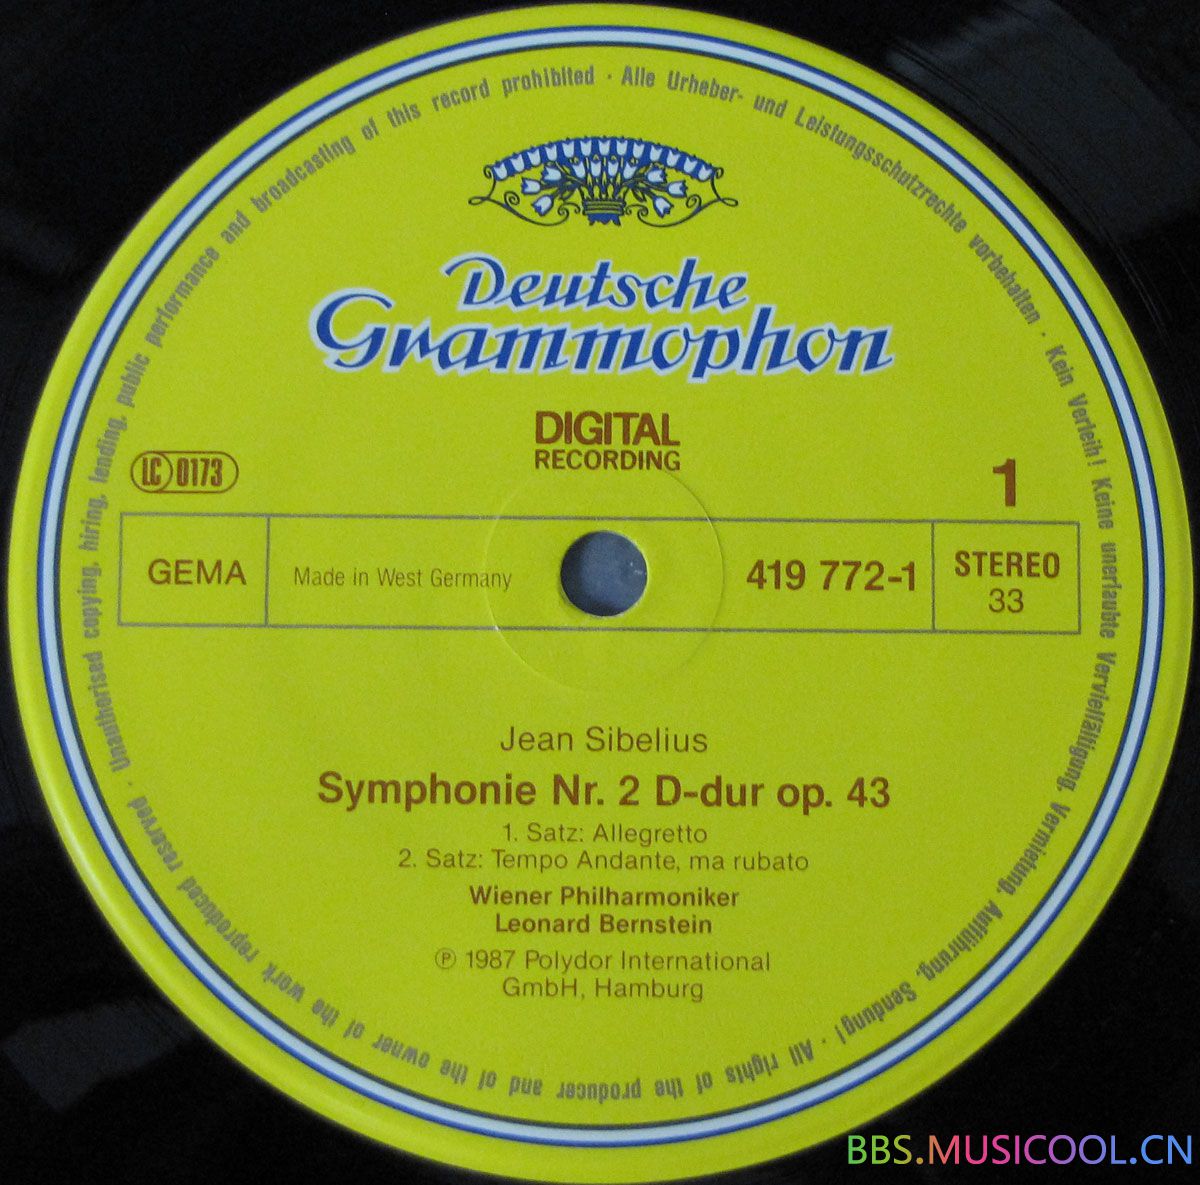 Deutsche
Grammophon
DIGITAL
RECORDING
LC 0173
1
GEMA
Made in West Germany
419 772-1
STEREO
33
Jean Sibelius
Symphonie Nr. 2 D-dur op. 43
1. Satz: Allegretto
2. Satz: Tempo Andante, ma rubato
Wiener Philharmoniker
Leonard Bernstein
℗ 1987 Polydor International
GmbH, Hamburg
Alle Urheber- und Leistungsschutzrechte vorbehalten · Kein Verleih! Keine unerlaubte Vervielfältigung, Vermietung, Aufführung, Sendung! · All rights of the producer and of the owner of the work reproduced reserved · Unauthorised copying, hiring, lending, public performance and broadcasting of this record prohibited ·
BBS.MUSICOOL.CN